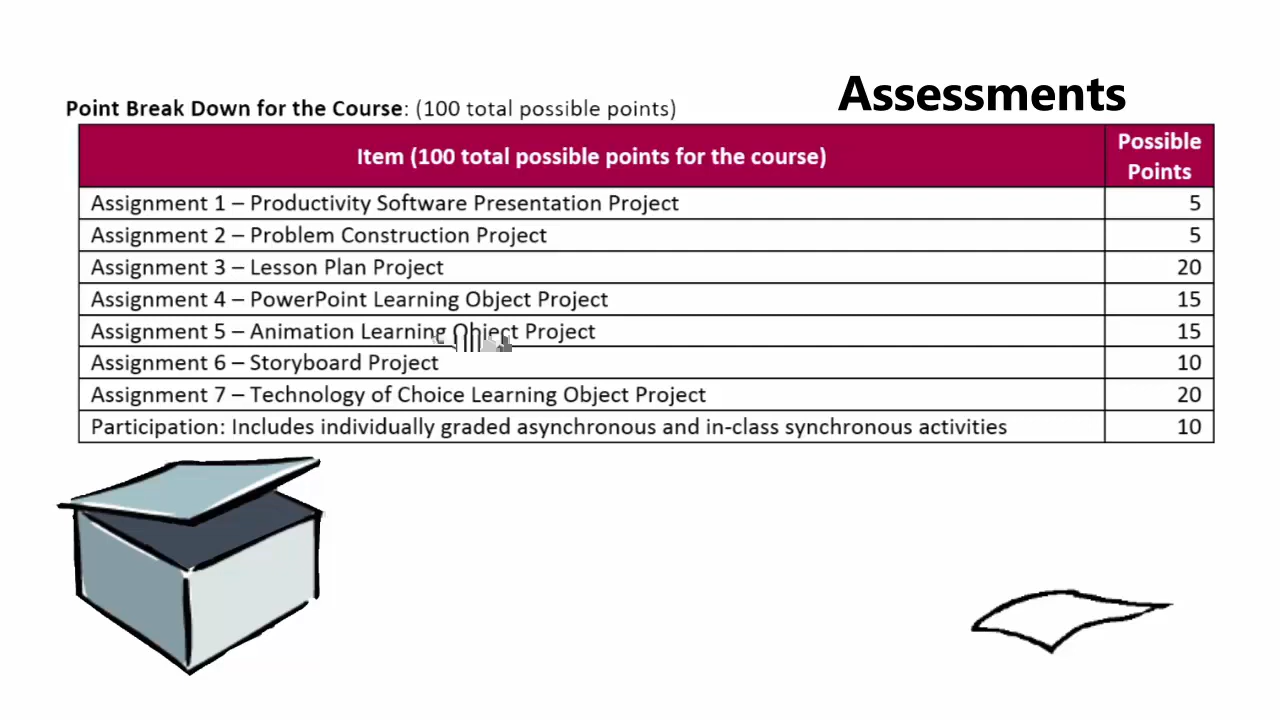 Assessments
Point Break Down for the Course: (100 total possible points)
Item (100 total possible points for the course)
Possible
Points
Assignment 1 – Productivity Software Presentation Project 5
Assignment 2 – Problem Construction Project 5
Assignment 3 – Lesson Plan Project 20
Assignment 4 – PowerPoint Learning Object Project 15
Assignment 5 – Animation Learning Object Project 15
Assignment 6 – Storyboard Project 10
Assignment 7 – Technology of Choice Learning Object Project 20
Participation: Includes individually graded asynchronous and in-class synchronous activities 10